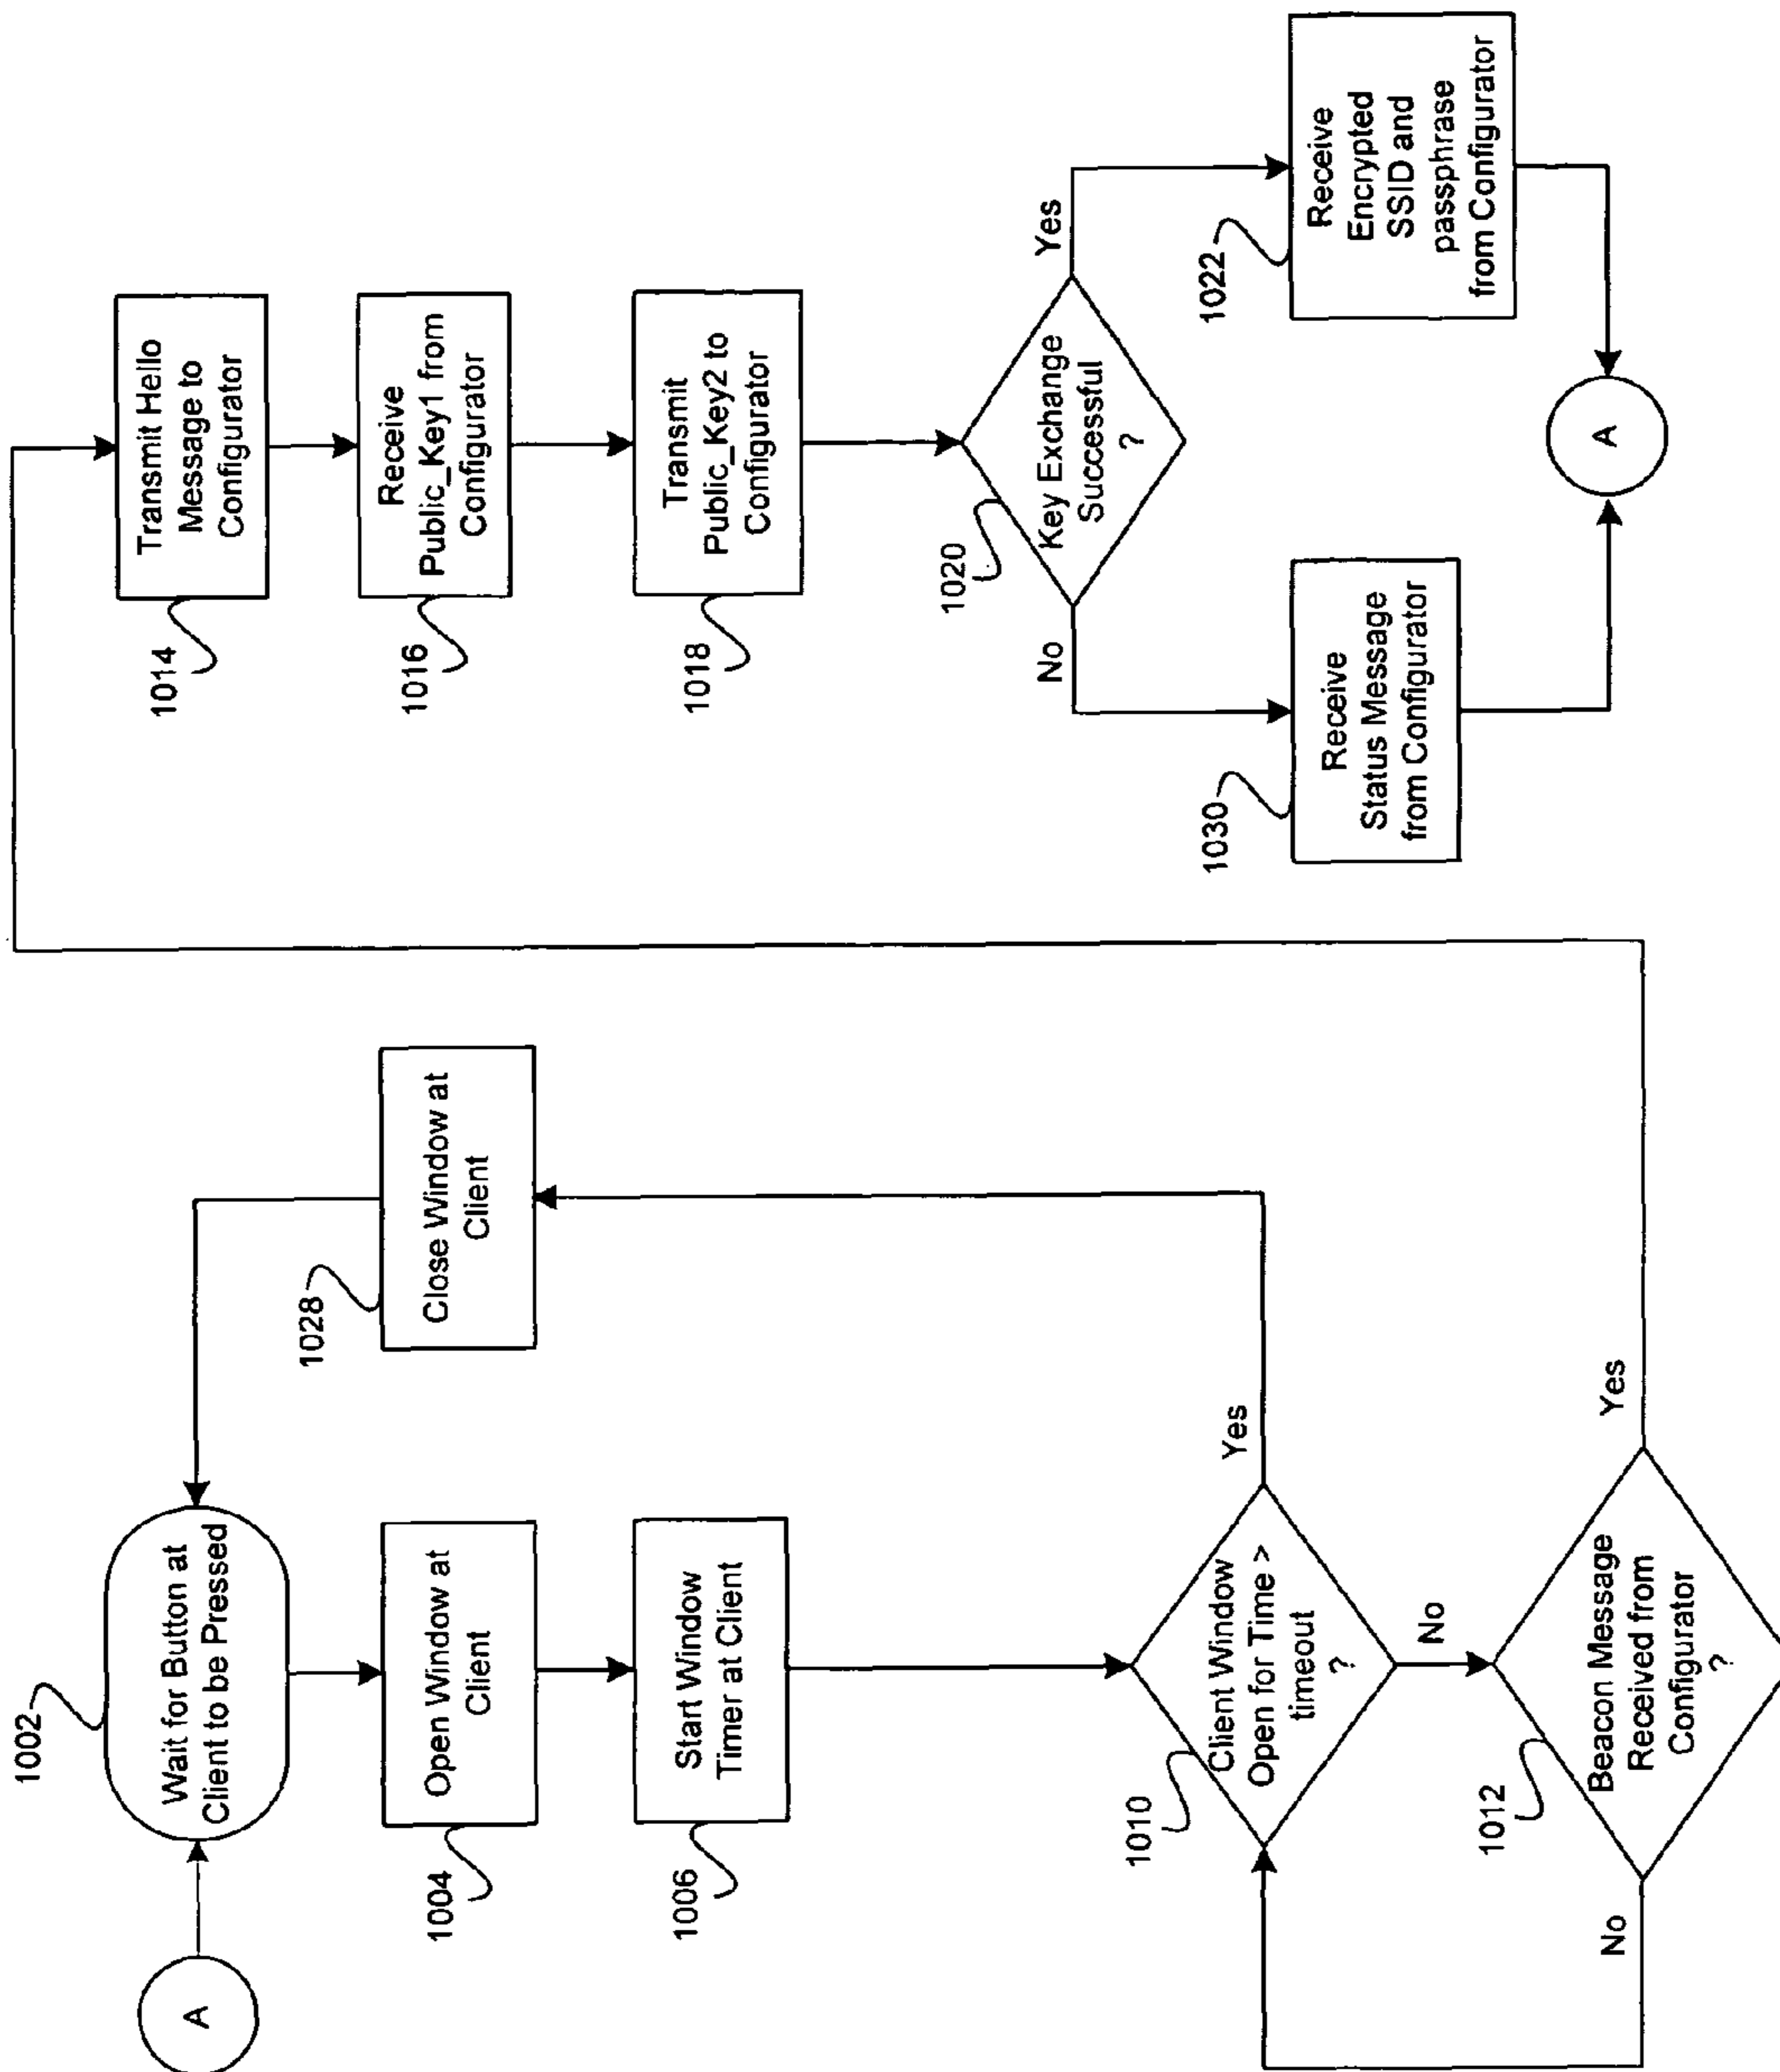 A
1002
Wait for Button at
Client to be Pressed
1004
Open Window at
Client
1006
Start Window
Timer at Client
1010
Client Window
Open for Time >
timeout
?
Yes
No
1028
Close Window at
Client
1012
Beacon Message
Received from
Configurator
?
No
Yes
1014
Transmit Hello
Message to
Configurator
1016
Receive
Public_Key1 from
Configurator
1018
Transmit
Public_Key2 to
Configurator
1020
Key Exchange
Successful
?
No
Yes
1030
Receive
Status Message
from Configurator
1022
Receive
Encrypted
SSID and
passphrase
from Configurator
A